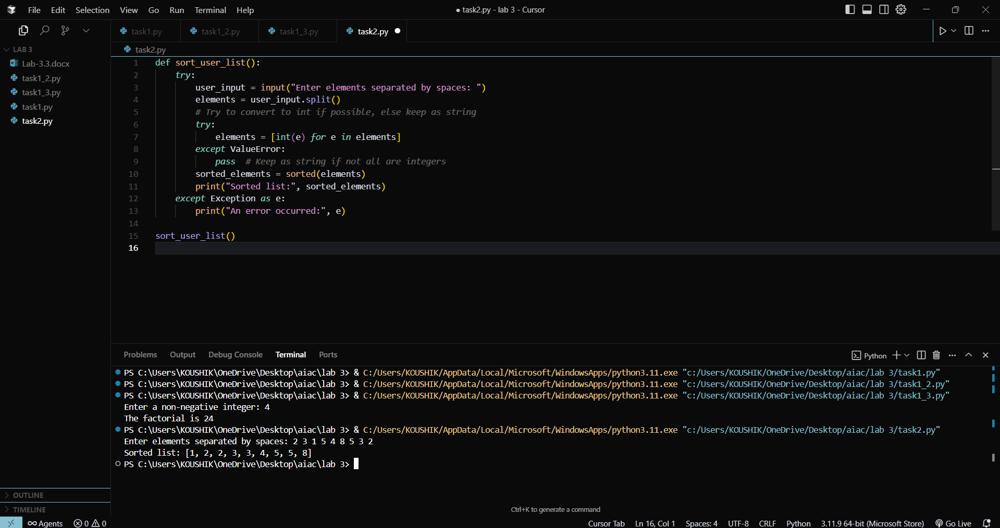 File Edit Selection View Go Run Terminal Help
● task2.py - lab 3 - Cursor
task1.py
task1_2.py
task1_3.py
task2.py
LAB 3
Lab-3.3.docx
task1_2.py
task1_3.py
task1.py
task2.py
OUTLINE
TIMELINE
task2.py
1 def sort_user_list():
2 try:
3 user_input = input("Enter elements separated by spaces: ")
4 elements = user_input.split()
5 # Try to convert to int if possible, else keep as string
6 try:
7 elements = [int(e) for e in elements]
8 except ValueError:
9 pass # Keep as string if not all are integers
10 sorted_elements = sorted(elements)
11 print("Sorted list:", sorted_elements)
12 except Exception as e:
13 print("An error occurred:", e)
14
15 sort_user_list()
16
Problems Output Debug Console Terminal Ports
Python
PS C:\Users\KOUSHIK\OneDrive\Desktop\aiac\lab 3> & C:/Users/KOUSHIK/AppData/Local/Microsoft/WindowsApps/python3.11.exe "c:/Users/KOUSHIK/OneDrive/Desktop/aiac/lab 3/task1.py"
PS C:\Users\KOUSHIK\OneDrive\Desktop\aiac\lab 3> & C:/Users/KOUSHIK/AppData/Local/Microsoft/WindowsApps/python3.11.exe "c:/Users/KOUSHIK/OneDrive/Desktop/aiac/lab 3/task1_2.py"
PS C:\Users\KOUSHIK\OneDrive\Desktop\aiac\lab 3> & C:/Users/KOUSHIK/AppData/Local/Microsoft/WindowsApps/python3.11.exe "c:/Users/KOUSHIK/OneDrive/Desktop/aiac/lab 3/task1_3.py"
Enter a non-negative integer: 4
The factorial is 24
PS C:\Users\KOUSHIK\OneDrive\Desktop\aiac\lab 3> & C:/Users/KOUSHIK/AppData/Local/Microsoft/WindowsApps/python3.11.exe "c:/Users/KOUSHIK/OneDrive/Desktop/aiac/lab 3/task2.py"
Enter elements separated by spaces: 2 3 1 5 4 8 5 3 2
Sorted list: [1, 2, 2, 3, 3, 4, 5, 5, 8]
PS C:\Users\KOUSHIK\OneDrive\Desktop\aiac\lab 3>
Ctrl+K to generate a command
Agents 0 0
Cursor Tab Ln 16, Col 1 Spaces: 4 UTF-8 CRLF Python 3.11.9 64-bit (Microsoft Store) Go Live